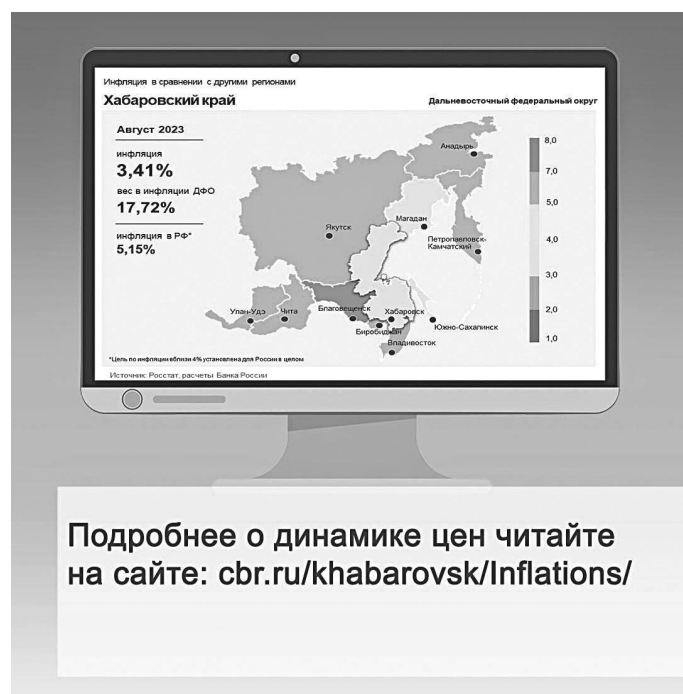 Инфляция в сравнении с другими регионами
Хабаровский край
Дальневосточный федеральный округ
Август 2023
инфляция
3,41%
вес в инфляции ДФО
17,72%
инфляция в РФ*
5,15%
Анадырь
Магадан
Якутск
Петропавловск-
Камчатский
Улан-Удэ
Чита
Благовещенск
Хабаровск
Биробиджан
Южно-Сахалинск
Владивосток
8,0
7,0
5,0
4,0
3,0
2,0
1,0
*Цель по инфляции вблизи 4% установлена для России в целом
Источник: Росстат, расчеты Банка России
Подробнее о динамике цен читайте
на сайте: cbr.ru/khabarovsk/Inflations/